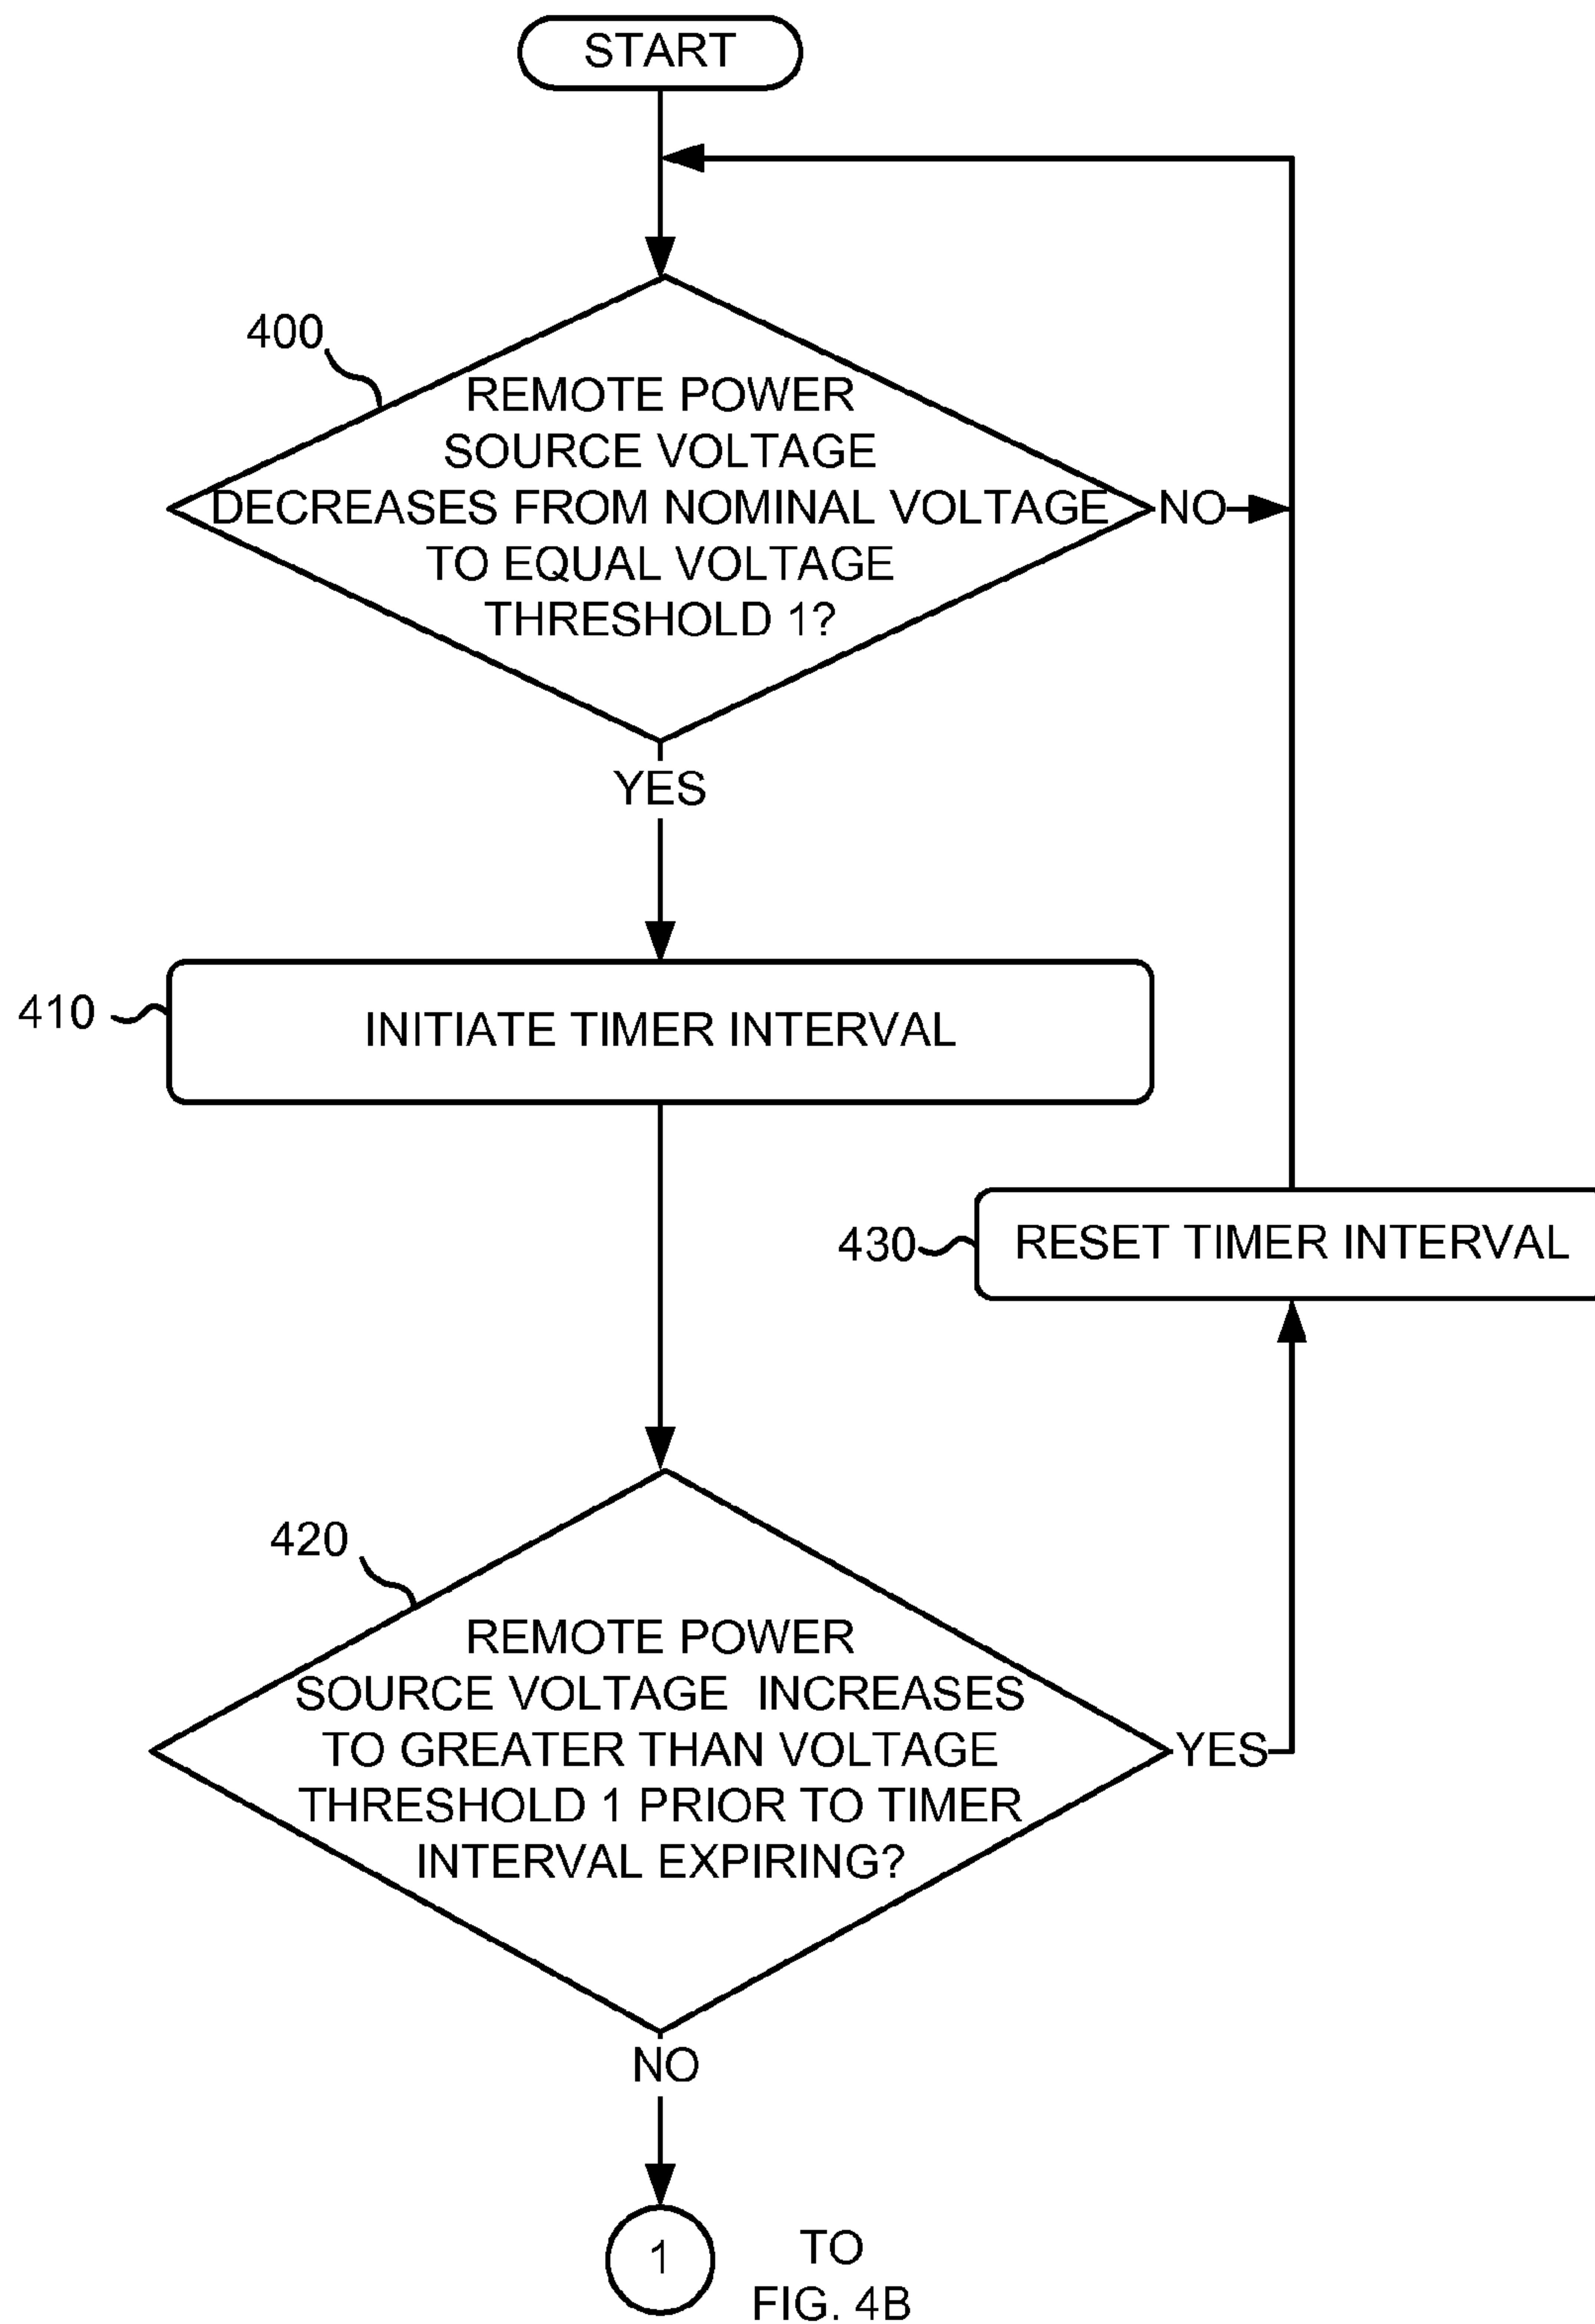 START
400
REMOTE POWER
SOURCE VOLTAGE
DECREASES FROM NOMINAL VOLTAGE
TO EQUAL VOLTAGE
THRESHOLD 1?
NO
YES
410
INITIATE TIMER INTERVAL
430
RESET TIMER INTERVAL
420
REMOTE POWER
SOURCE VOLTAGE INCREASES
TO GREATER THAN VOLTAGE
THRESHOLD 1 PRIOR TO TIMER
INTERVAL EXPIRING?
YES
NO
1
TO
FIG. 4B